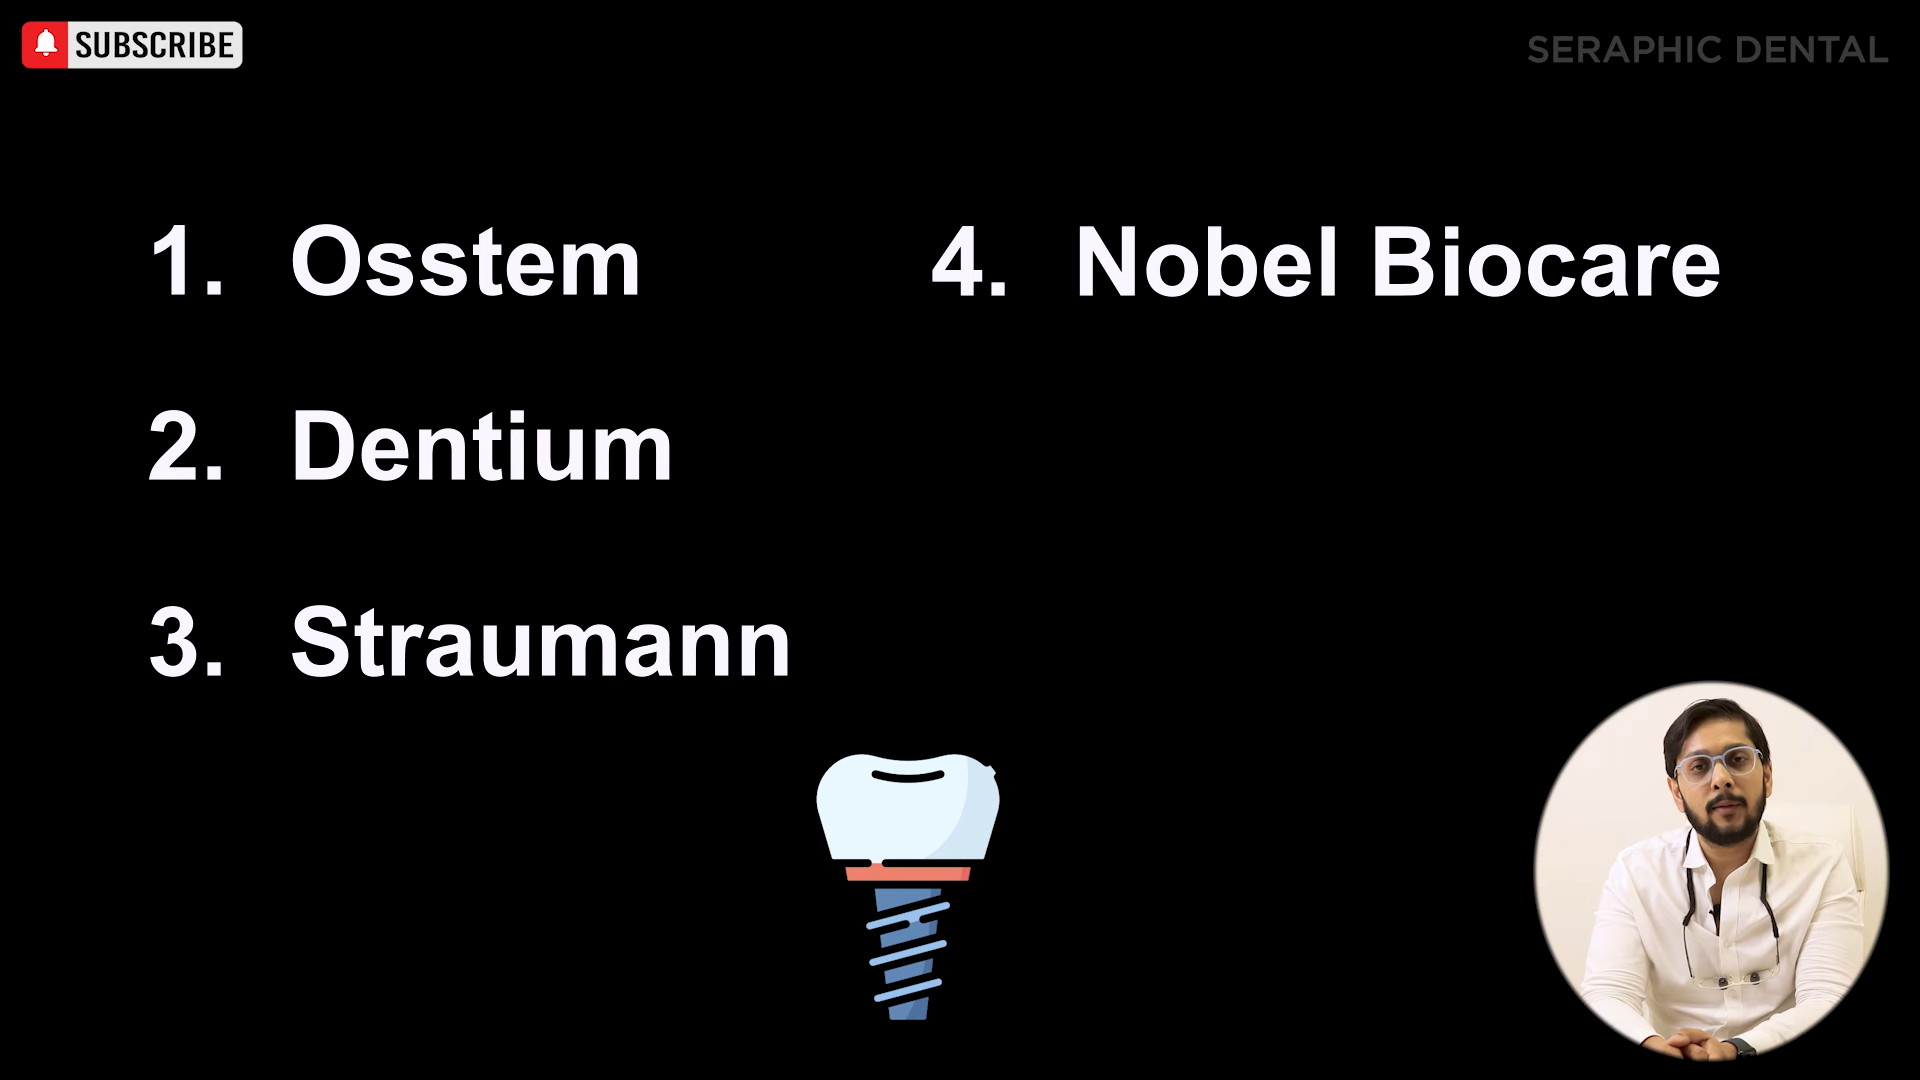 SUBSCRIBE
SERAPHIC DENTAL
1. Osstem
2. Dentium
3. Straumann
4. Nobel Biocare